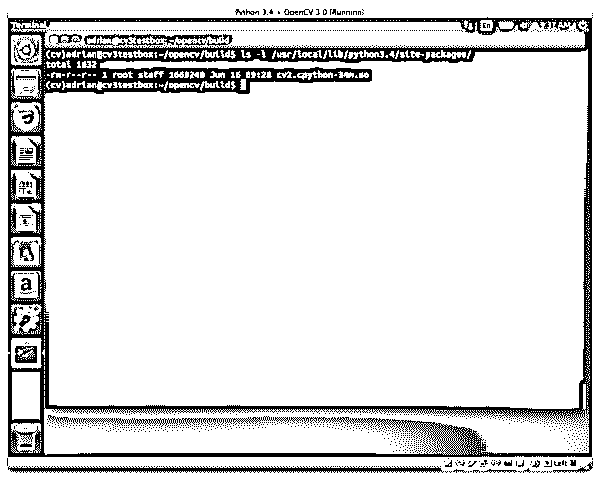 Python 3.4 + OpenCV 3.0 [Running]
Terminal
adrian@cv3testbox: ~/opencv/build
(cv)adrian@cv3testbox:~/opencv/build$ ls -l /usr/local/lib/python3.4/site-packages/
total 1632
-rw-r--r-- 1 root staff 1669240 Jun 16 09:28 cv2.cpython-34m.so
(cv)adrian@cv3testbox:~/opencv/build$
a